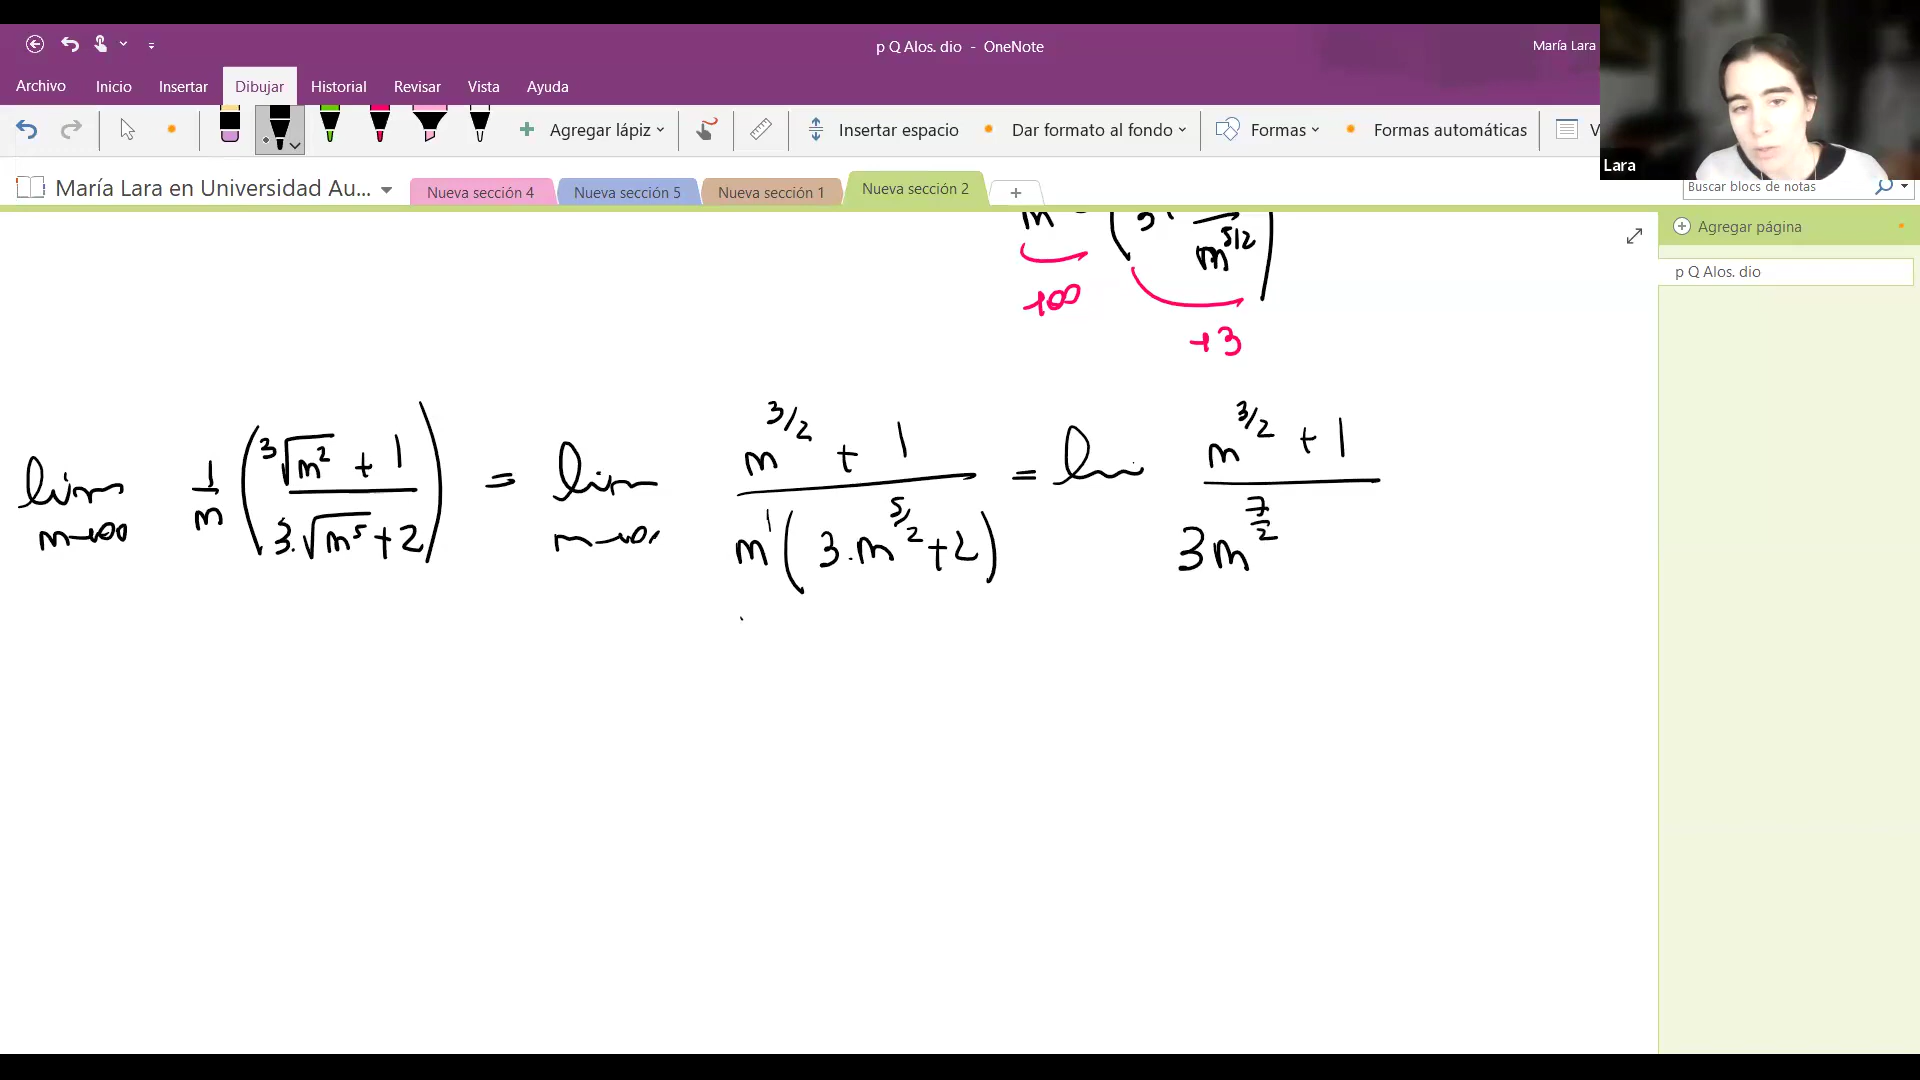 p Q Alos. dio - OneNote
María Lara
Archivo Inicio Insertar Dibujar Historial Revisar Vista Ayuda
Agregar lápiz Insertar espacio Dar formato al fondo Formas Formas automáticas V
Lara
María Lara en Universidad Au... Nueva sección 4 Nueva sección 5 Nueva sección 1 Nueva sección 2 +
Buscar blocs de notas
Agregar página
p Q Alos. dio
m^{5/2}
+∞
+3
lim_{m→∞} 1/m (∛(m²) + 1 / 3·√(m⁵) + 2) = lim_{m→∞} m^{3/2} + 1 / m¹(3·m^{5/2} + 2) = lim m^{3/2} + 1 / 3m^{7/2}